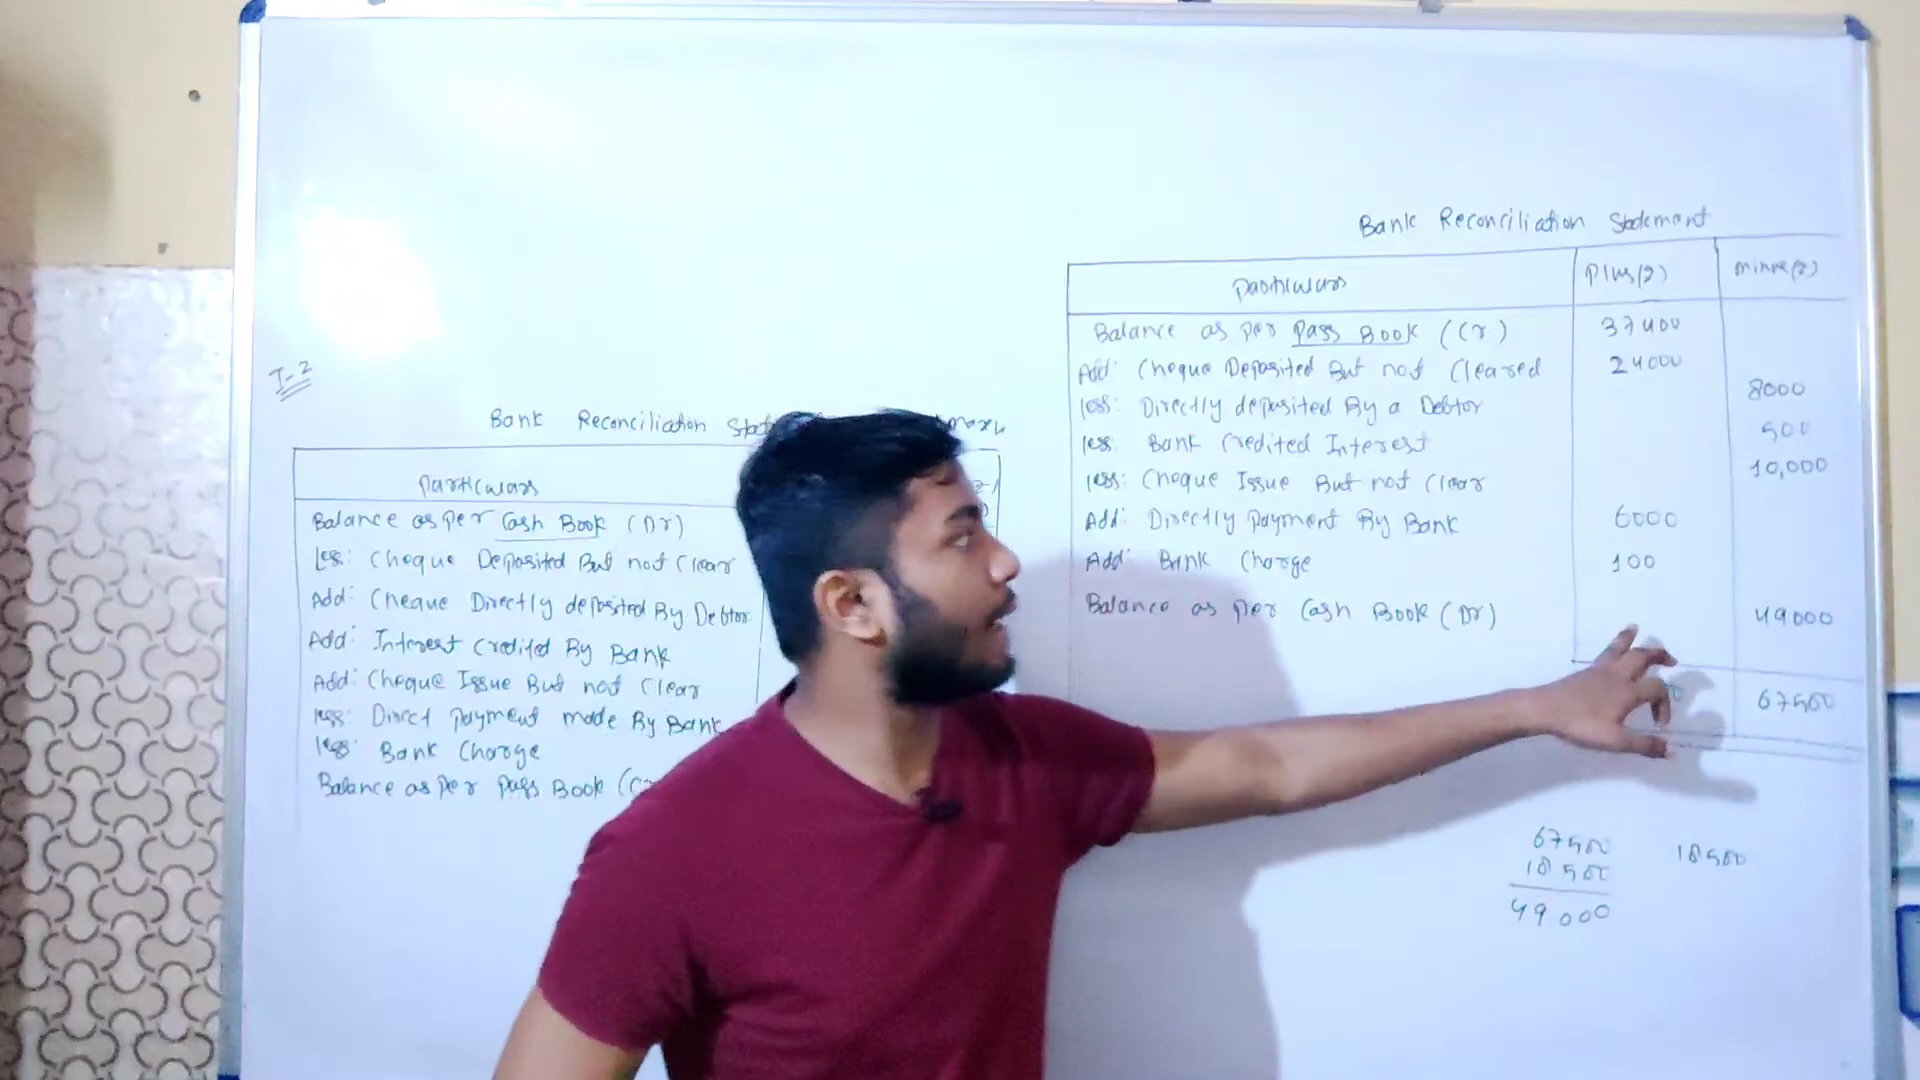 T-2
Bank Reconciliation
Particulars
Balance as per Cash Book (Dr)
Less: Cheque Deposited But not Clear
Add: Cheque Directly deposited By Debtor
Add: Interest Credited By Bank
Add: Cheque Issue But not Clear
less: Direct payment made By Bank
less: Bank Charge
Balance as per Pass Book
Bank Reconciliation Statement
Particulars Plus(₹) minus(₹)
Balance as per Pass Book (Cr) 37400
Add: Cheque Deposited But not Cleared 24000
less: Directly deposited By a Debtor 8000
less: Bank Credited Interest 500
less: Cheque Issue But not Clear 10,000
Add: Directly Payment By Bank 6000
Add: Bank Charge 100
Balance as per Cash Book (Dr) 49000
67500
67500
18500
49000
18500